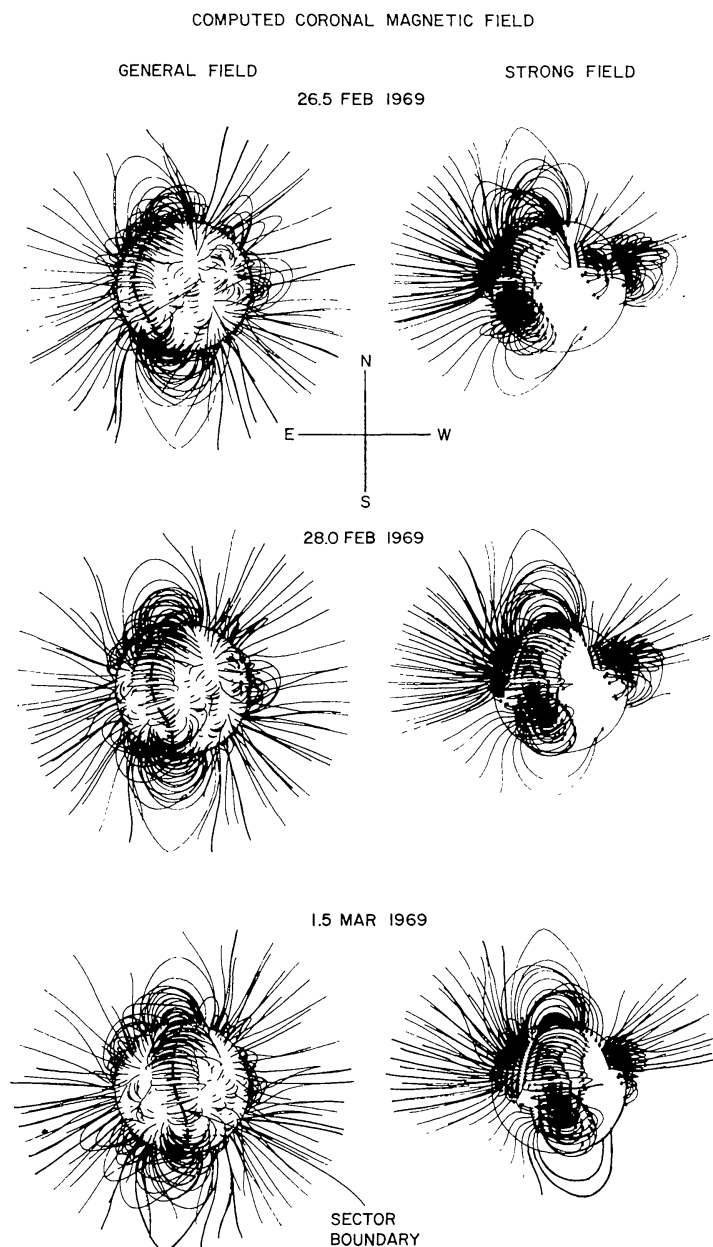 COMPUTED CORONAL MAGNETIC FIELD
GENERAL FIELD
STRONG FIELD
26.5 FEB 1969
N
E
W
S
28.0 FEB 1969
1.5 MAR 1969
SECTOR
BOUNDARY